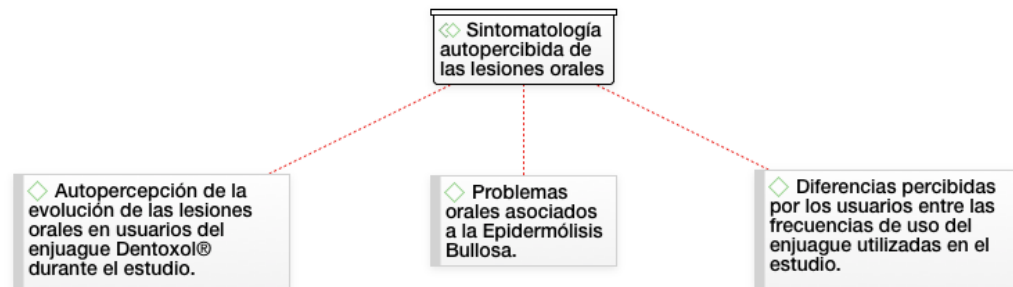 Sintomatología
autopercibida de
las lesiones orales
Autopercepción de la
evolución de las lesiones
orales en usuarios del
enjuague Dentoxol®
durante el estudio.
Problemas
orales asociados
a la Epidermólisis
Bullosa.
Diferencias percibidas
por los usuarios entre las
frecuencias de uso del
enjuague utilizadas en el
estudio.